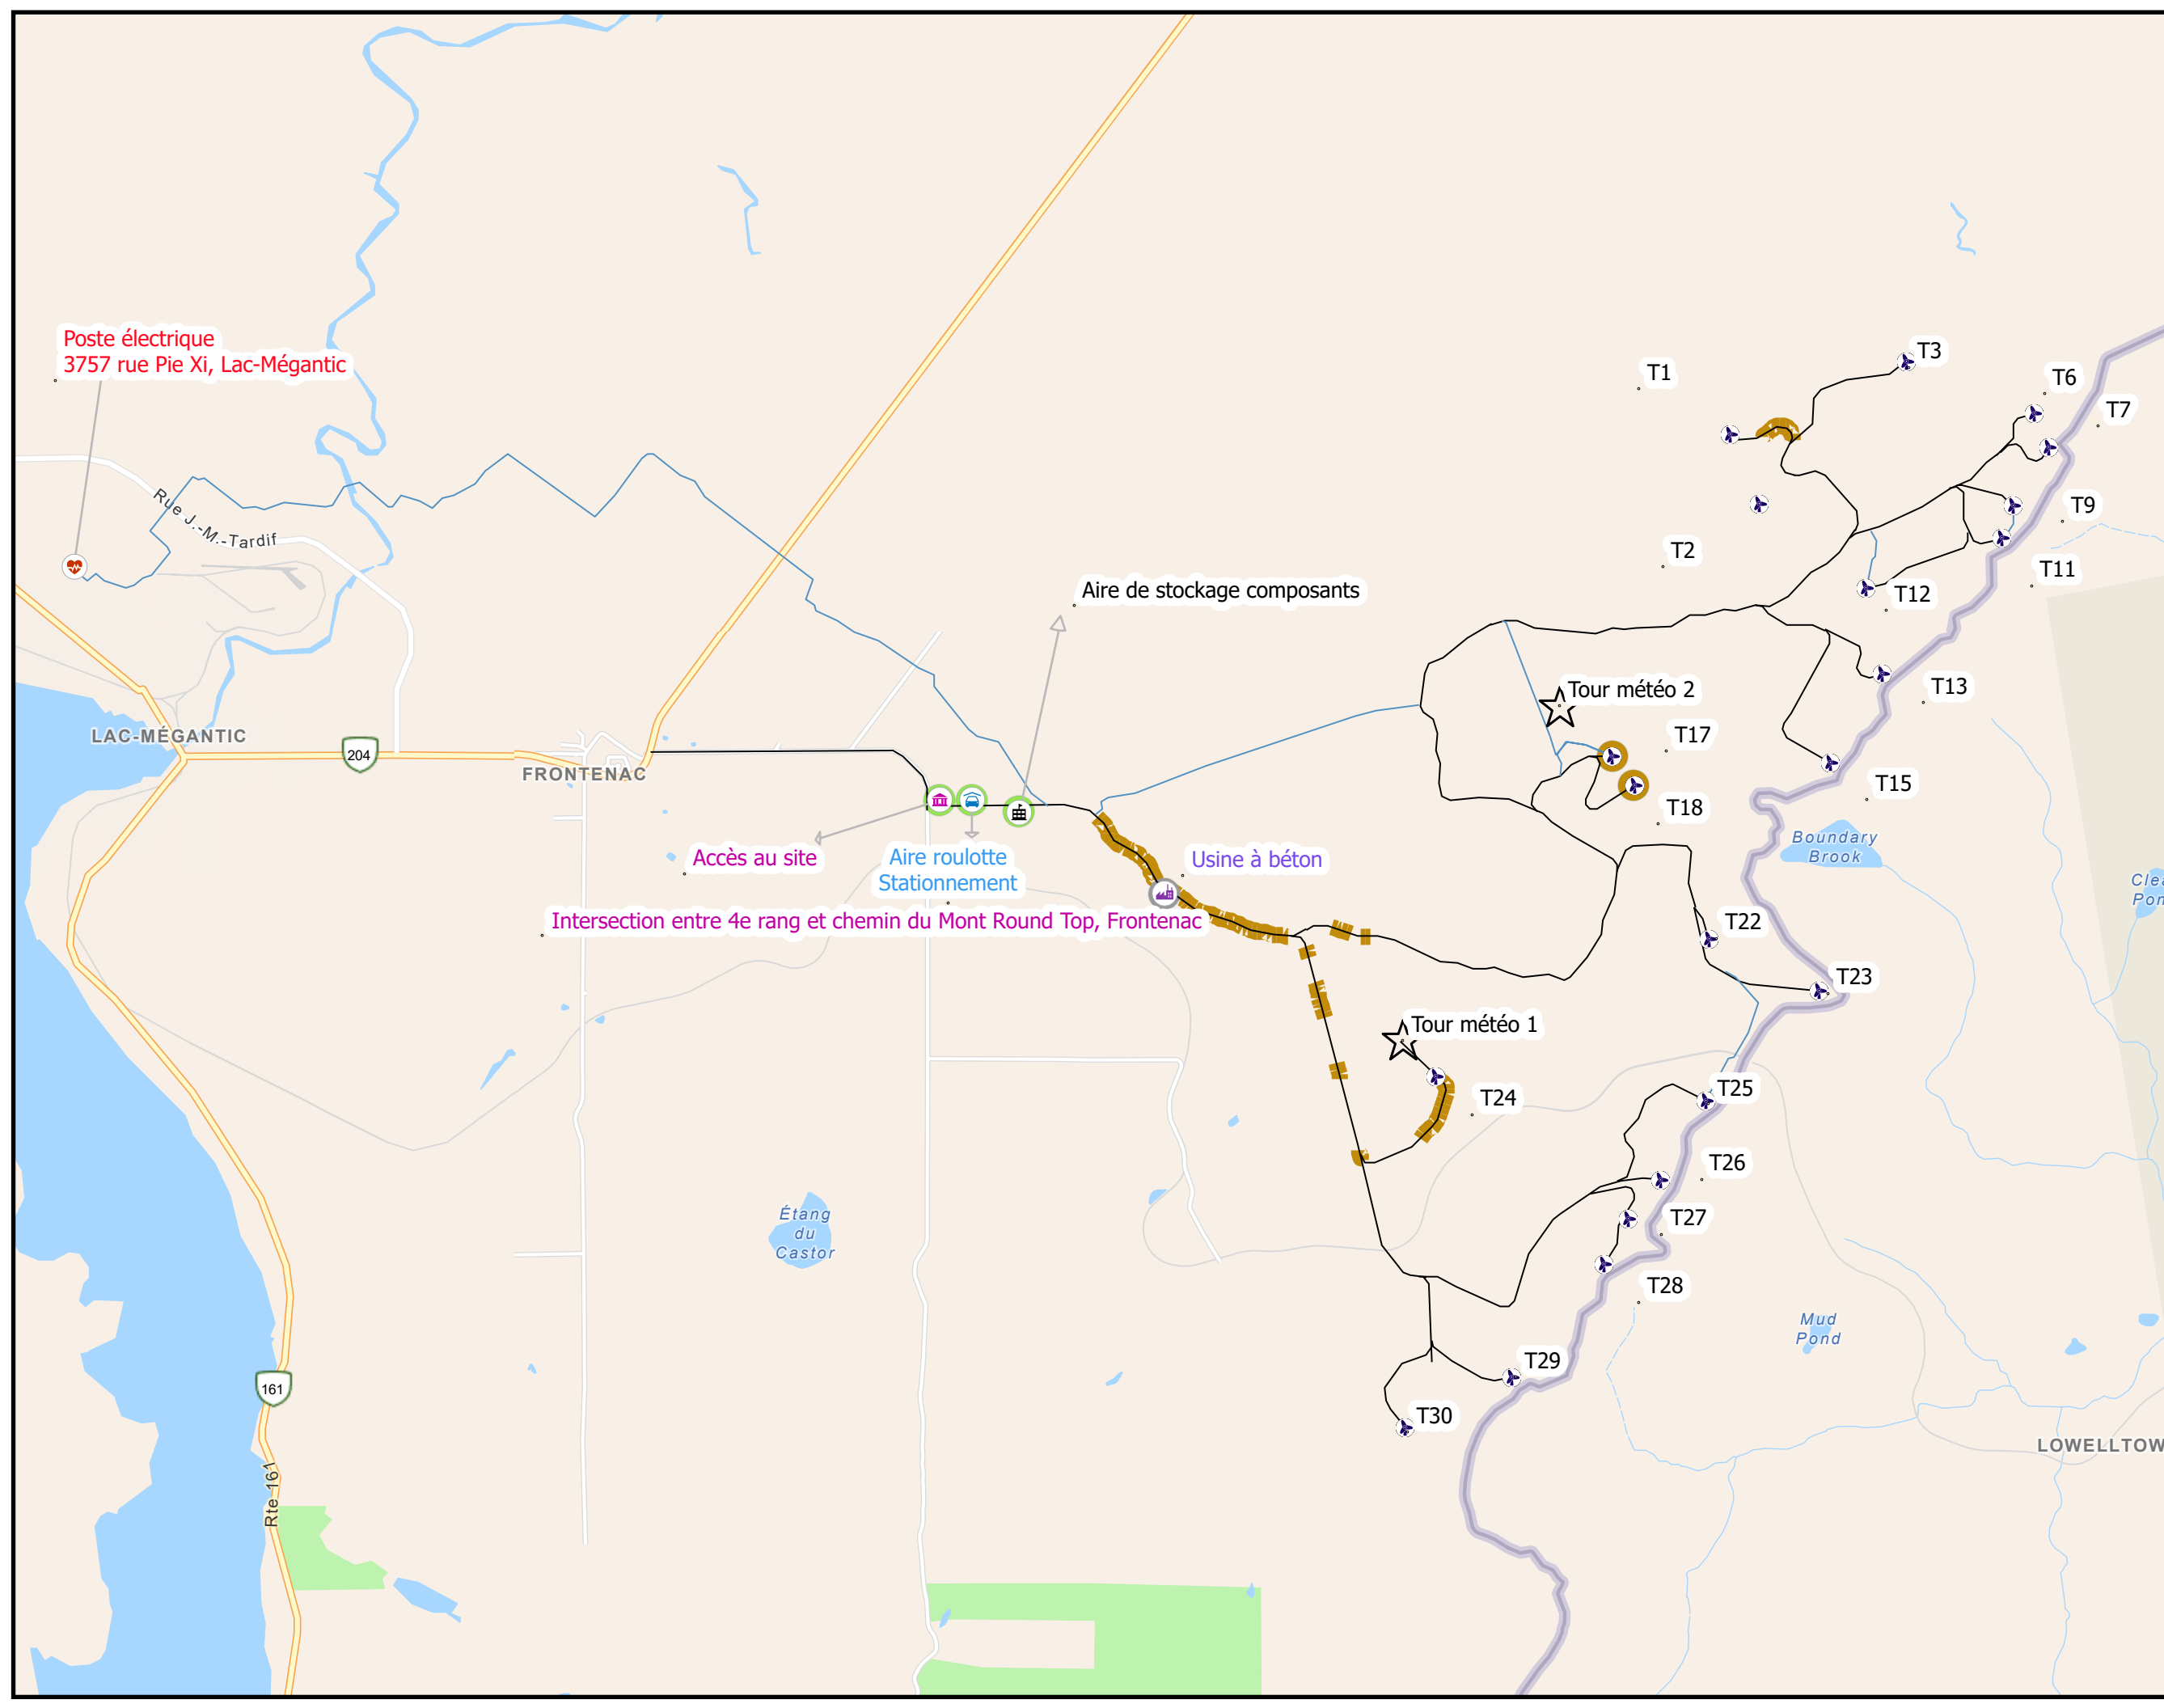 Poste électrique
3757 rue Pie Xi, Lac-Mégantic
T3
T1
T6
T7
Rue J.-M.-Tardif
T9
T2
T11
Aire de stockage composants
T12
Tour météo 2
T13
LAC-MÉGANTIC
T17
204
FRONTENAC
T15
T18
Boundary
Brook
Accès au site
Aire roulotte
Stationnement
Usine à béton
Clea
Pon
Intersection entre 4e rang et chemin du Mont Round Top, Frontenac
T22
T23
Tour météo 1
T24
T25
T26
Étang
du
Castor
T27
T28
Mud
Pond
T29
161
T30
LOWELLTOW
Rte 161